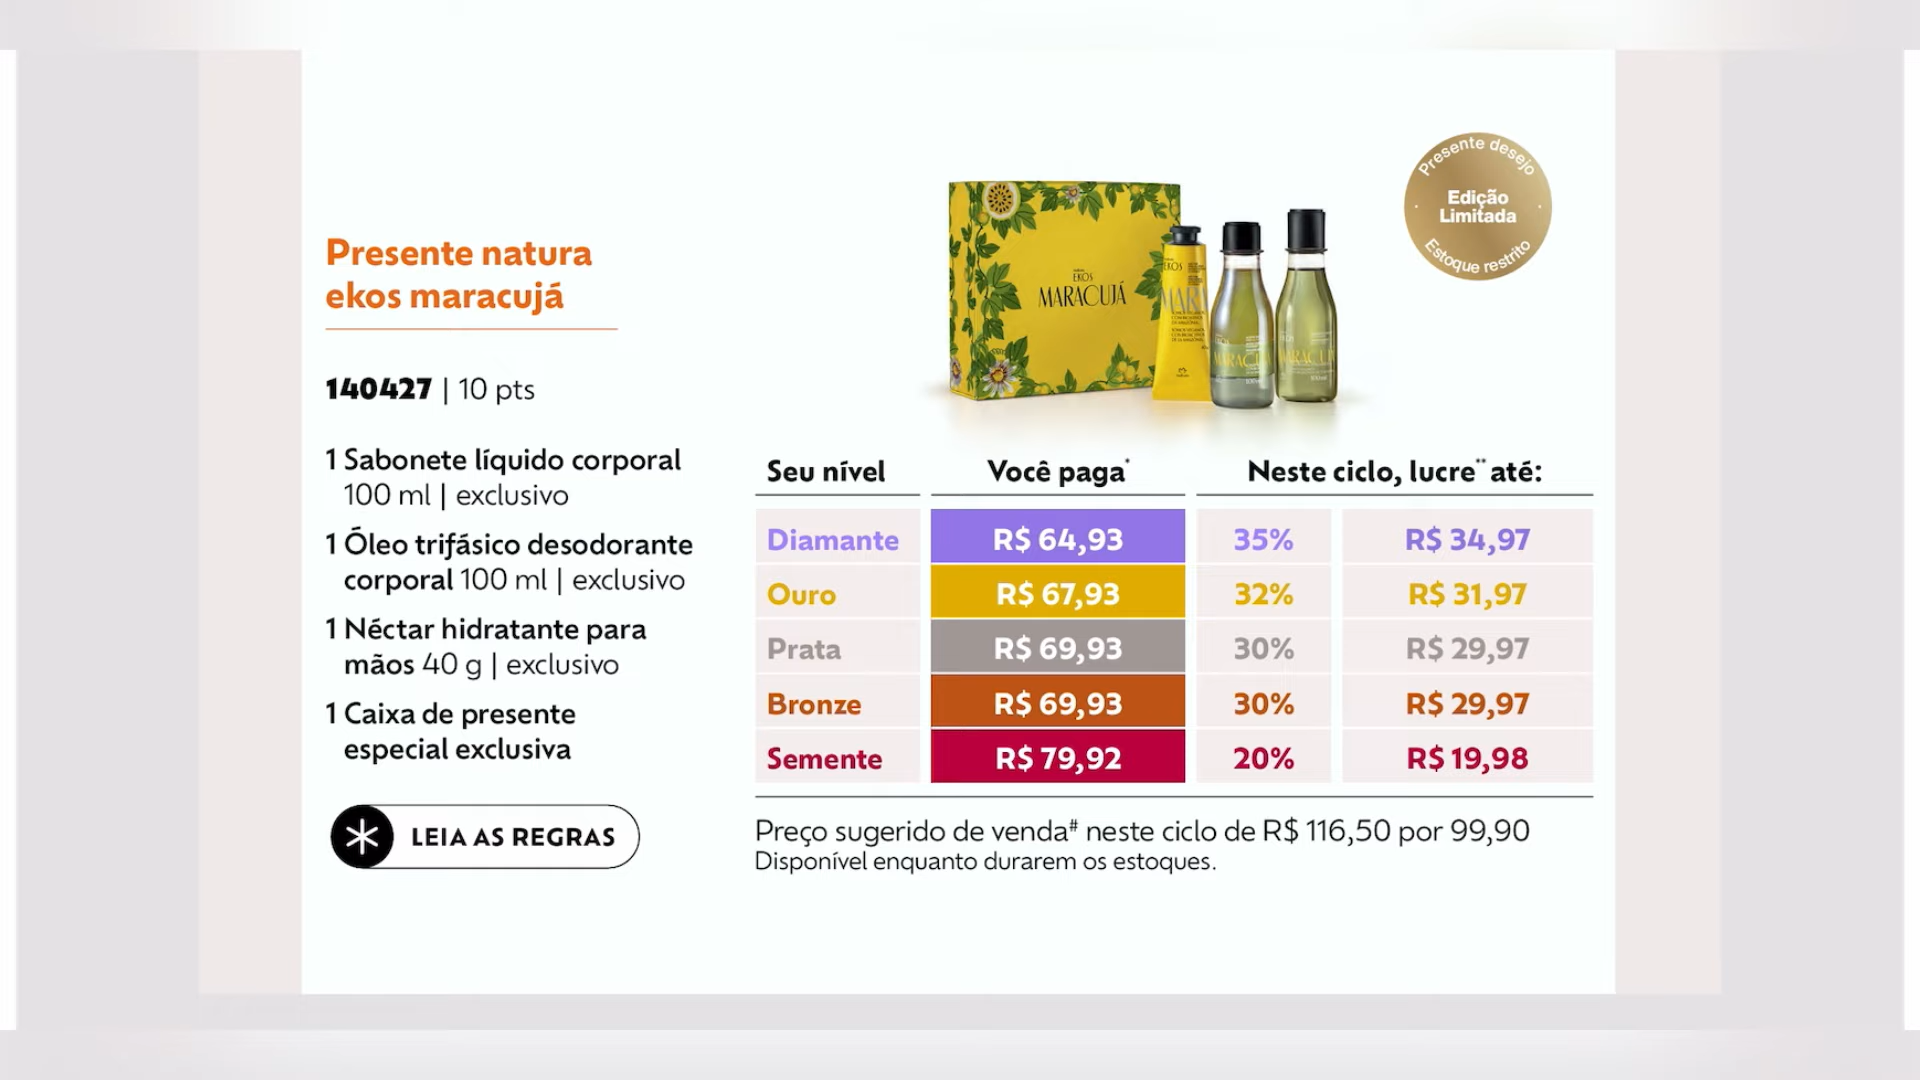 Presente desejo
Edição
Limitada
Estoque restrito
EKOS
MARACUJÁ
EKOS
Presente natura
ekos maracujá
140427 | 10 pts
1 Sabonete líquido corporal
100 ml | exclusivo
1 Óleo trifásico desodorante
corporal 100 ml | exclusivo
1 Néctar hidratante para
mãos 40 g | exclusivo
1 Caixa de presente
especial exclusiva
LEIA AS REGRAS
Seu nível Você paga* Neste ciclo, lucre** até:
Diamante R$ 64,93 35% R$ 34,97
Ouro R$ 67,93 32% R$ 31,97
Prata R$ 69,93 30% R$ 29,97
Bronze R$ 69,93 30% R$ 29,97
Semente R$ 79,92 20% R$ 19,98
Preço sugerido de venda# neste ciclo de R$ 116,50 por 99,90
Disponível enquanto durarem os estoques.